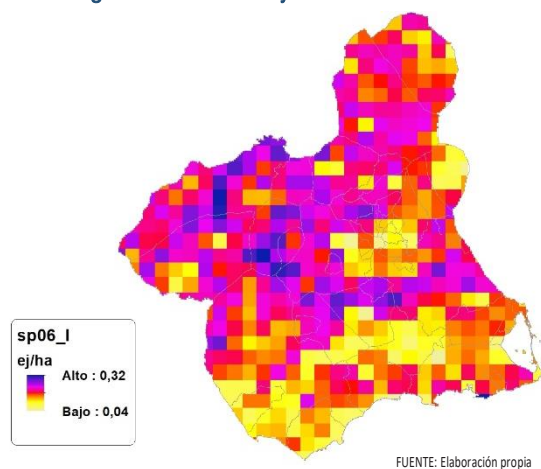 sp06_I
ej/ha
Alto : 0,32
Bajo : 0,04
FUENTE: Elaboración propia